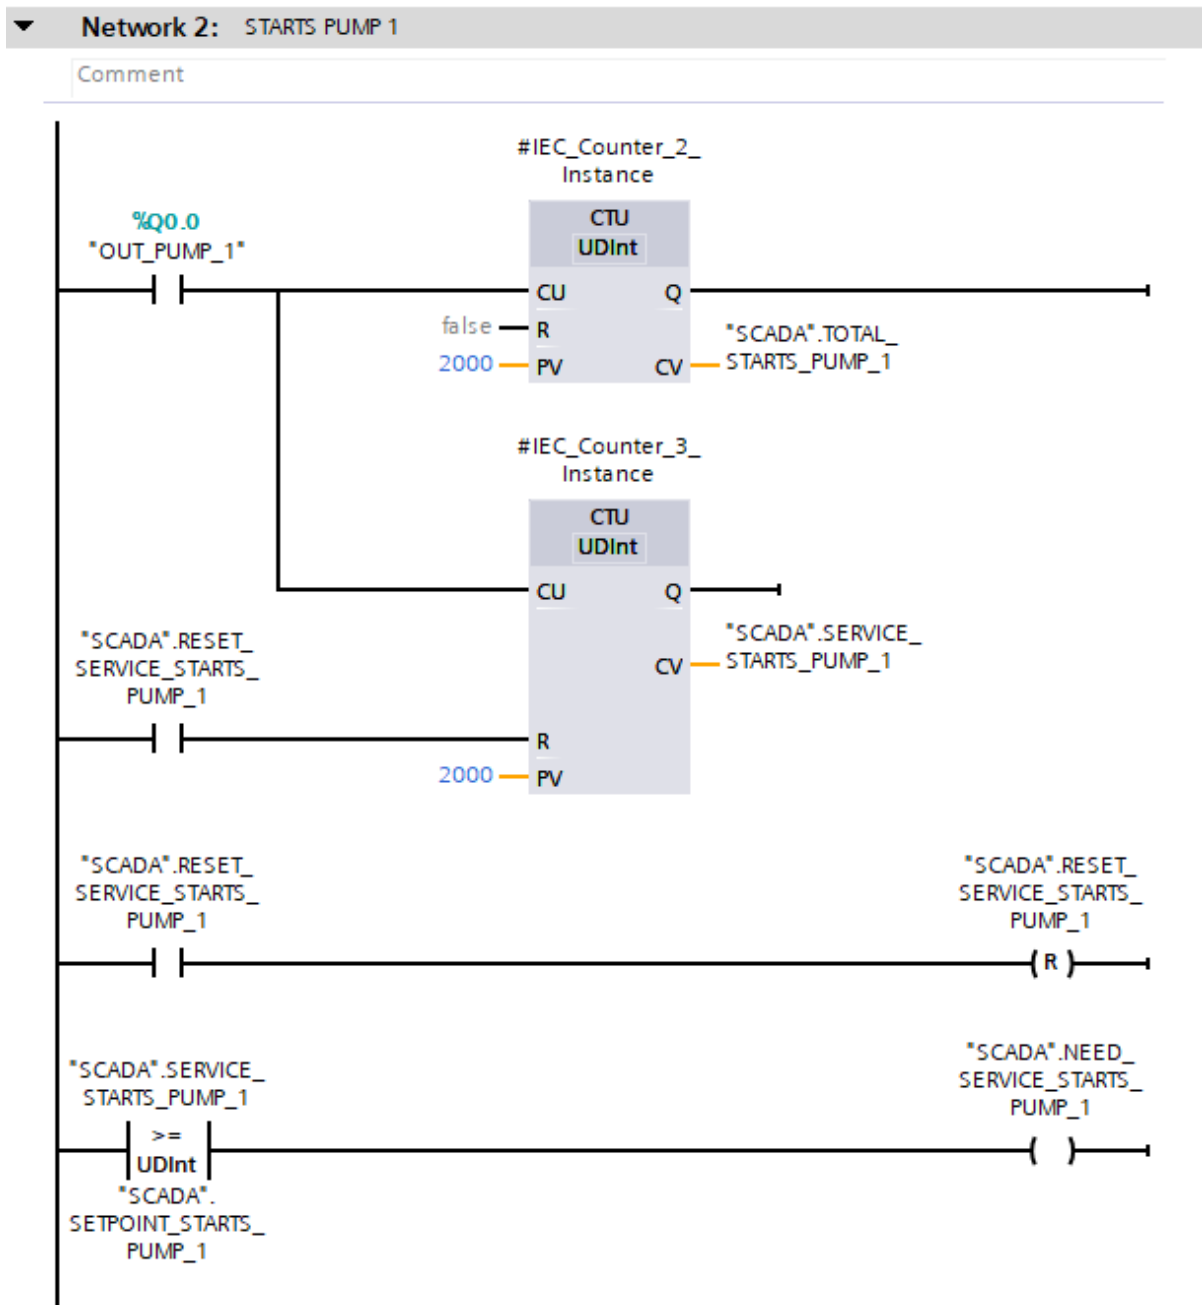 Network 2: STARTS PUMP 1
Comment
#IEC_Counter_2_
Instance
%Q0.0
"OUT_PUMP_1"
CTU
UDInt
CU Q
false R
"SCADA".TOTAL_
STARTS_PUMP_1
2000 PV CV
#IEC_Counter_3_
Instance
CTU
UDInt
CU Q
"SCADA".RESET_
SERVICE_STARTS_
PUMP_1
"SCADA".SERVICE_
STARTS_PUMP_1
CV
R
2000 PV
"SCADA".RESET_
SERVICE_STARTS_
PUMP_1
"SCADA".RESET_
SERVICE_STARTS_
PUMP_1
R
"SCADA".SERVICE_
STARTS_PUMP_1
>=
UDInt
"SCADA".
SETPOINT_STARTS_
PUMP_1
"SCADA".NEED_
SERVICE_STARTS_
PUMP_1